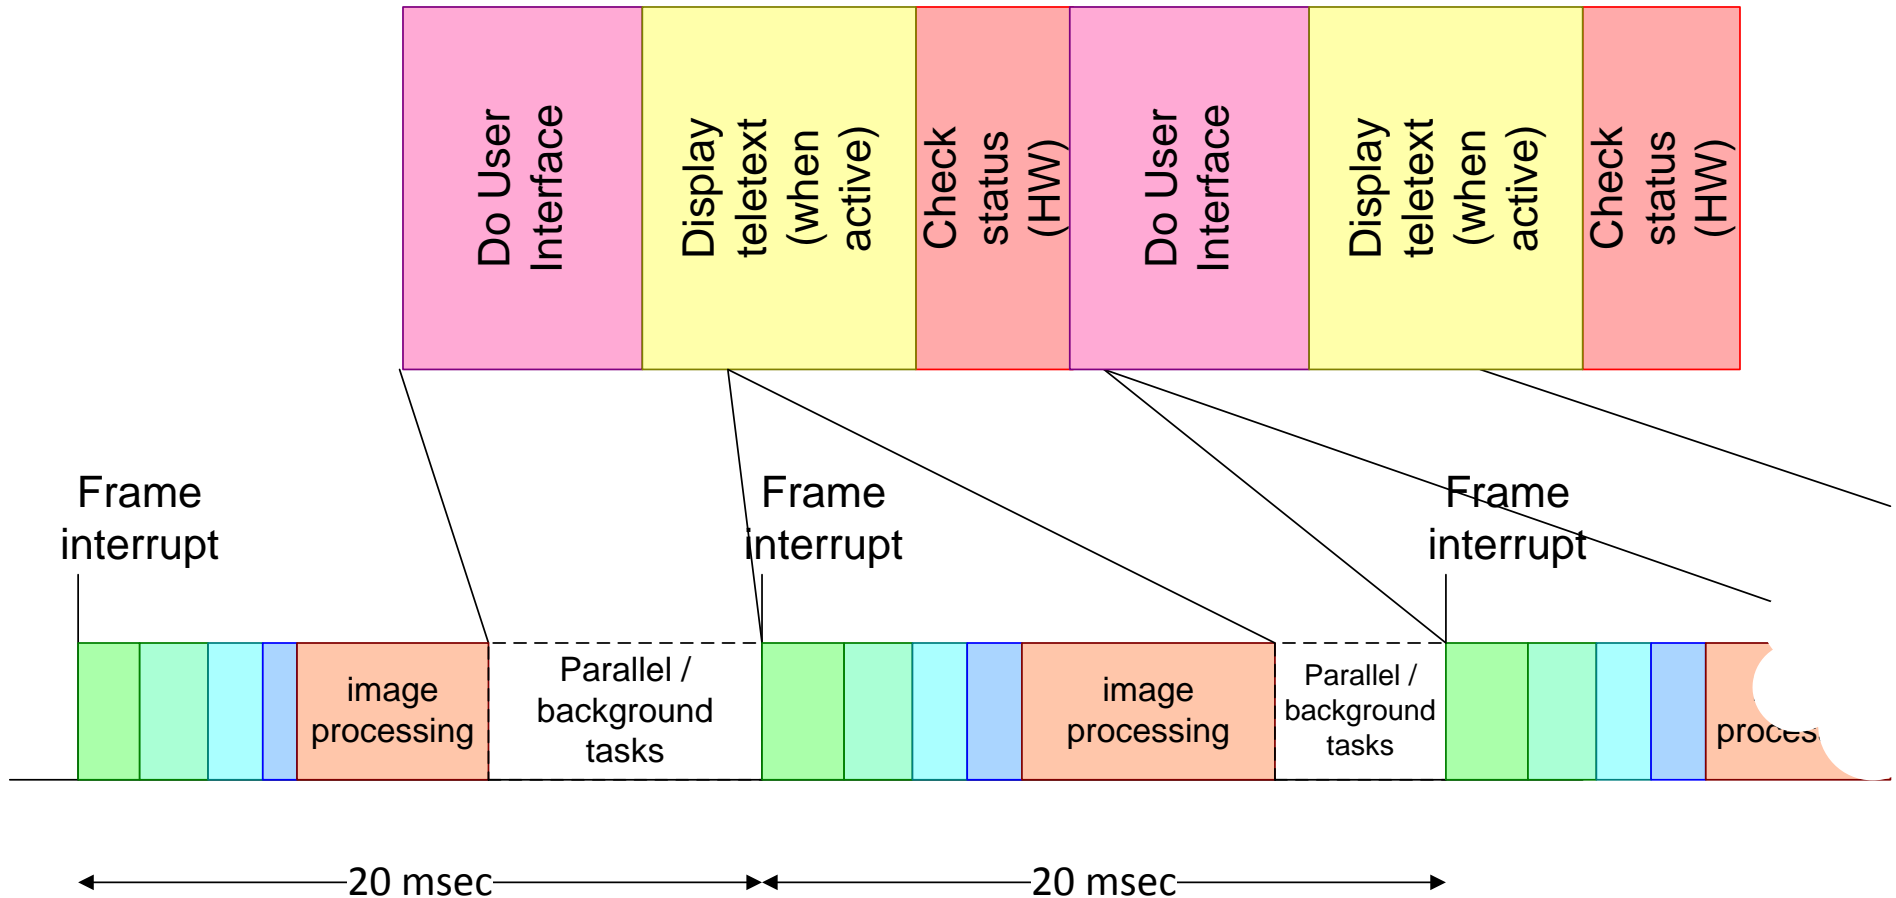 Do User
Interface
Display
teletext
(when
active)
Check
status
(HW)
Do User
Interface
Display
teletext
(when
active)
Check
status
(HW)
Frame
interrupt
Frame
interrupt
Frame
interrupt
image
processing
Parallel /
background
tasks
image
processing
Parallel /
background
tasks
20 msec
20 msec